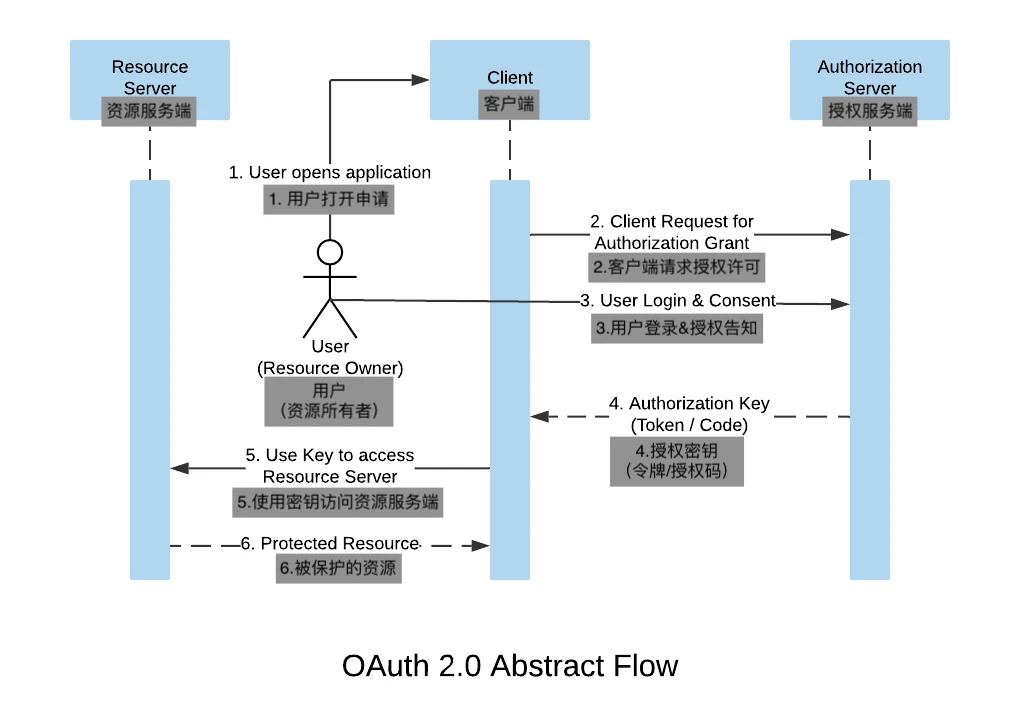 Resource
Server
资源服务端
Client
客户端
Authorization
Server
授权服务端
1. User opens application
1. 用户打开申请
2. Client Request for
Authorization Grant
2.客户端请求授权许可
3. User Login & Consent
3.用户登录&授权告知
User
(Resource Owner)
用户
（资源所有者）
4. Authorization Key
(Token / Code)
4.授权密钥
（令牌/授权码）
5. Use Key to access
Resource Server
5.使用密钥访问资源服务端
6. Protected Resource
6.被保护的资源
OAuth 2.0 Abstract Flow